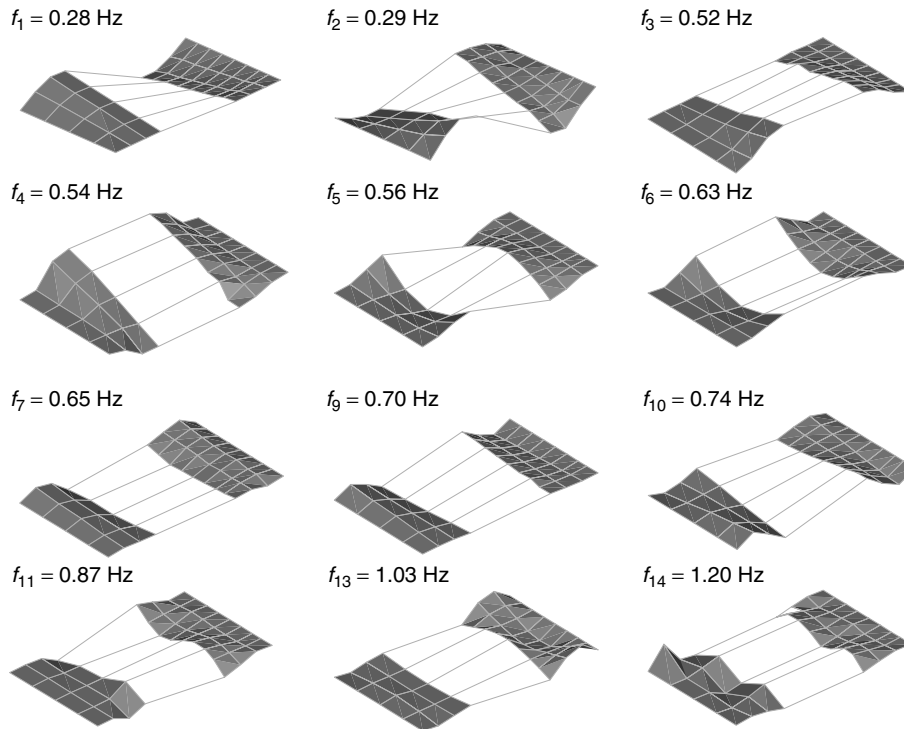 f1 = 0.28 Hz
f2 = 0.29 Hz
f3 = 0.52 Hz
f4 = 0.54 Hz
f5 = 0.56 Hz
f6 = 0.63 Hz
f7 = 0.65 Hz
f9 = 0.70 Hz
f10 = 0.74 Hz
f11 = 0.87 Hz
f13 = 1.03 Hz
f14 = 1.20 Hz